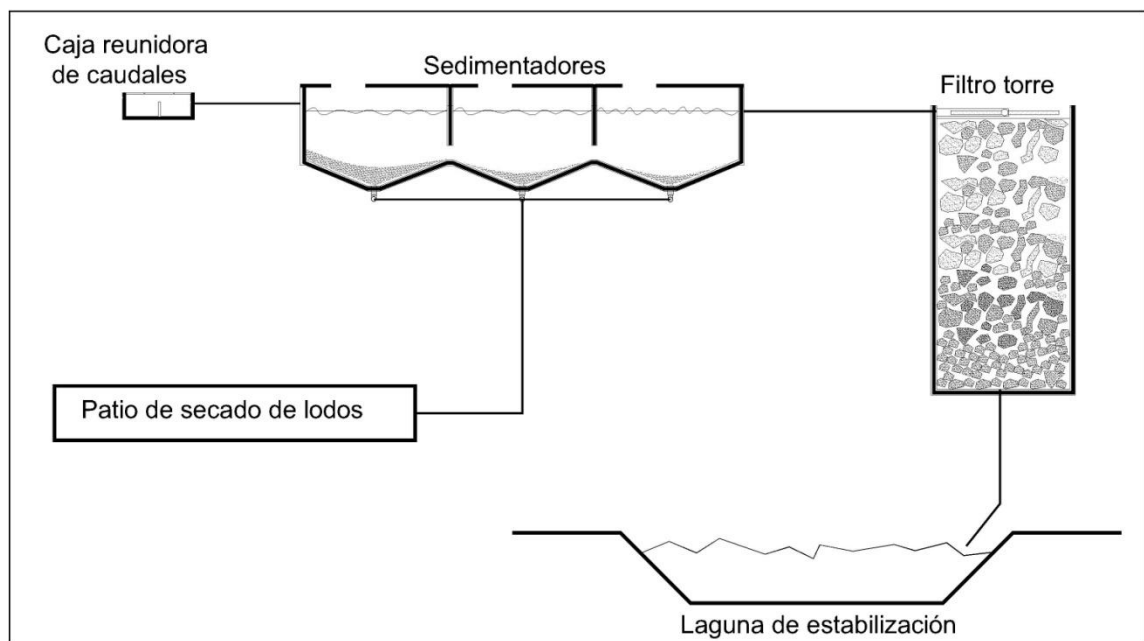 Caja reunidora
de caudales
Sedimentadores
Filtro torre
Patio de secado de lodos
Laguna de estabilización